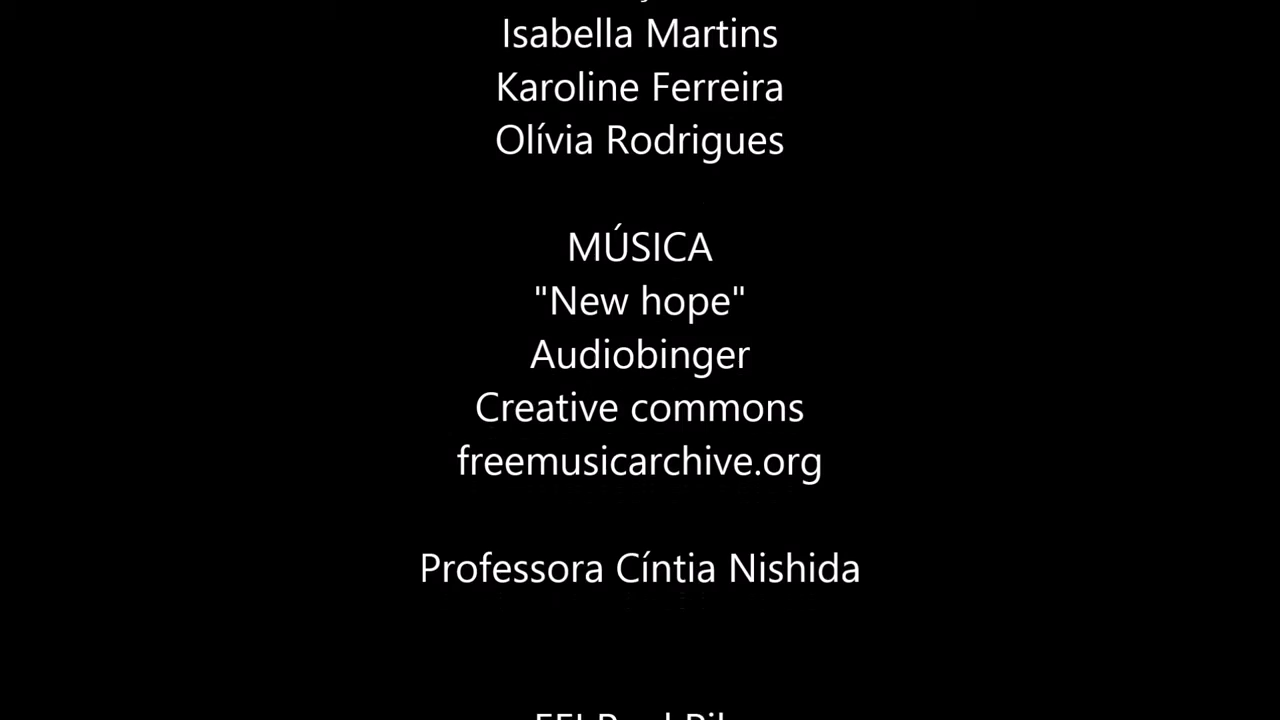 Isabella Martins
Karoline Ferreira
Olívia Rodrigues
MÚSICA
"New hope"
Audiobinger
Creative commons
freemusicarchive.org
Professora Cíntia Nishida